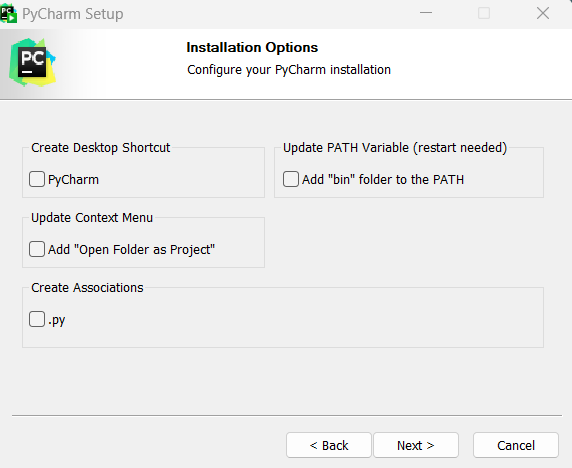 PyCharm Setup
PC
Installation Options
Configure your PyCharm installation
Create Desktop Shortcut
PyCharm
Update PATH Variable (restart needed)
Add "bin" folder to the PATH
Update Context Menu
Add "Open Folder as Project"
Create Associations
.py
< Back
Next >
Cancel